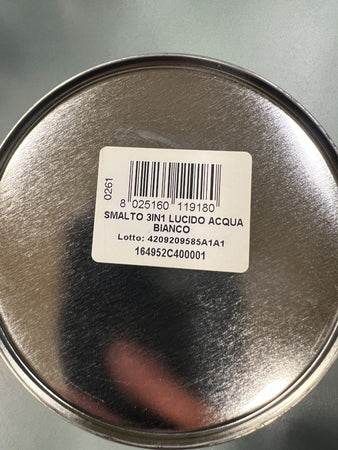 0261
8 025160 119180
SMALTO 3IN1 LUCIDO ACQUA
BIANCO
Lotto: 4209209585A1A1
164952C400001